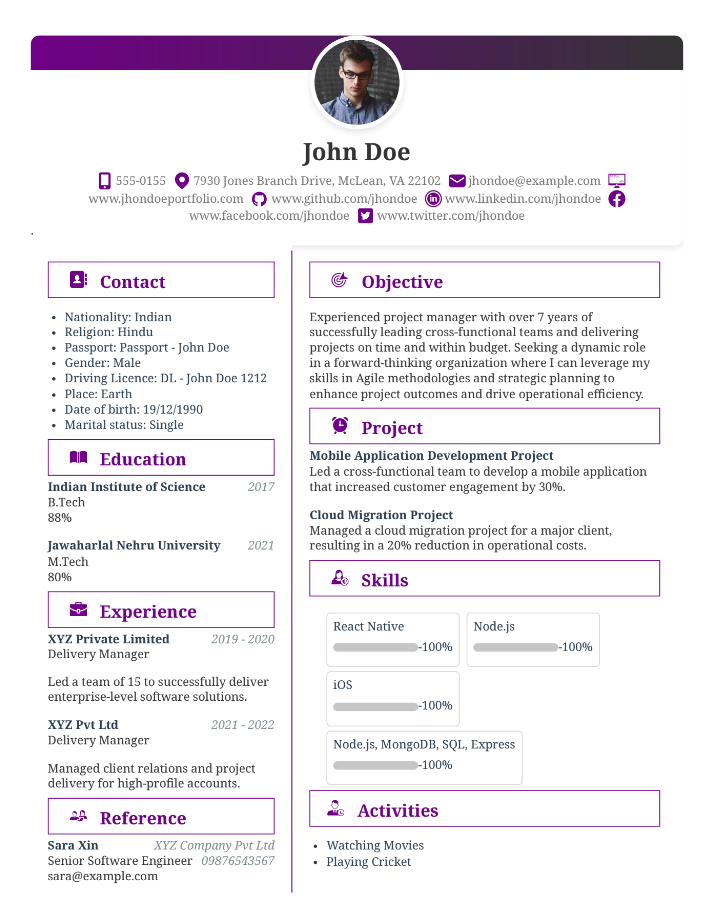 John Doe
555-0155 7930 Jones Branch Drive, McLean, VA 22102 jhondoe@example.com
www.jhondoeportfolio.com www.github.com/jhondoe www.linkedin.com/jhondoe
www.facebook.com/jhondoe www.twitter.com/jhondoe
.
Contact
• Nationality: Indian
• Religion: Hindu
• Passport: Passport - John Doe
• Gender: Male
• Driving Licence: DL - John Doe 1212
• Place: Earth
• Date of birth: 19/12/1990
• Marital status: Single
Education
Indian Institute of Science 2017
B.Tech
88%
Jawaharlal Nehru University 2021
M.Tech
80%
Experience
XYZ Private Limited 2019 - 2020
Delivery Manager
Led a team of 15 to successfully deliver
enterprise-level software solutions.
XYZ Pvt Ltd 2021 - 2022
Delivery Manager
Managed client relations and project
delivery for high-profile accounts.
Reference
Sara Xin XYZ Company Pvt Ltd
Senior Software Engineer 09876543567
sara@example.com
Objective
Experienced project manager with over 7 years of
successfully leading cross-functional teams and delivering
projects on time and within budget. Seeking a dynamic role
in a forward-thinking organization where I can leverage my
skills in Agile methodologies and strategic planning to
enhance project outcomes and drive operational efficiency.
Project
Mobile Application Development Project
Led a cross-functional team to develop a mobile application
that increased customer engagement by 30%.
Cloud Migration Project
Managed a cloud migration project for a major client,
resulting in a 20% reduction in operational costs.
Skills
React Native
-100%
Node.js
-100%
iOS
-100%
Node.js, MongoDB, SQL, Express
-100%
Activities
• Watching Movies
• Playing Cricket